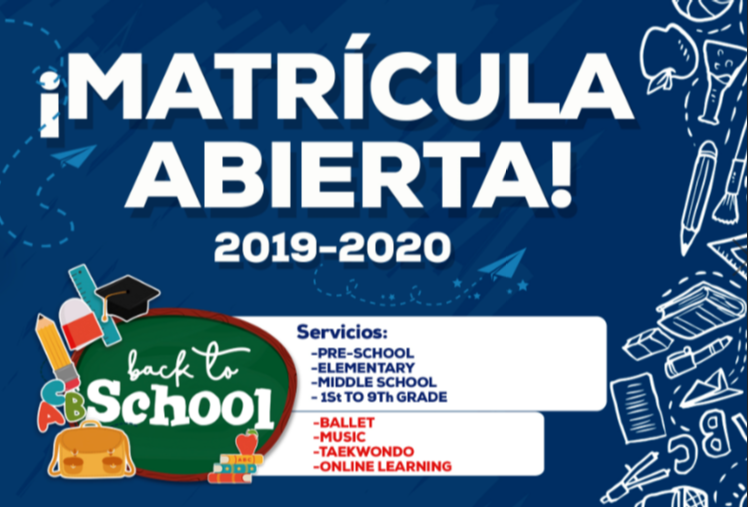 ¡MATRÍCULA
ABIERTA!
2019-2020
back to
School
A C B
Servicios:
-PRE-SCHOOL
-ELEMENTARY
-MIDDLE SCHOOL
- 1St TO 9Th GRADE
-BALLET
-MUSIC
-TAEKWONDO
-ONLINE LEARNING